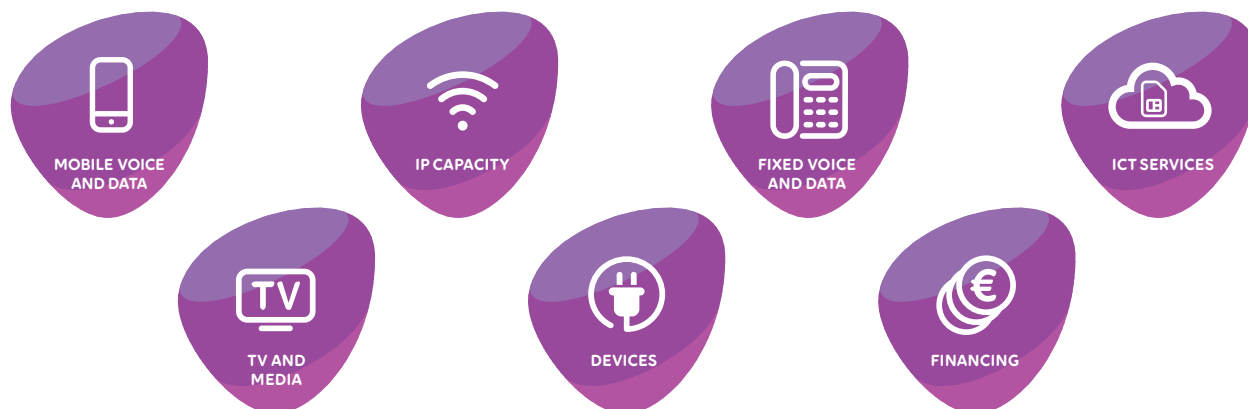 MOBILE VOICE
AND DATA
IP CAPACITY
FIXED VOICE
AND DATA
ICT SERVICES
TV
TV AND
MEDIA
DEVICES
€
FINANCING